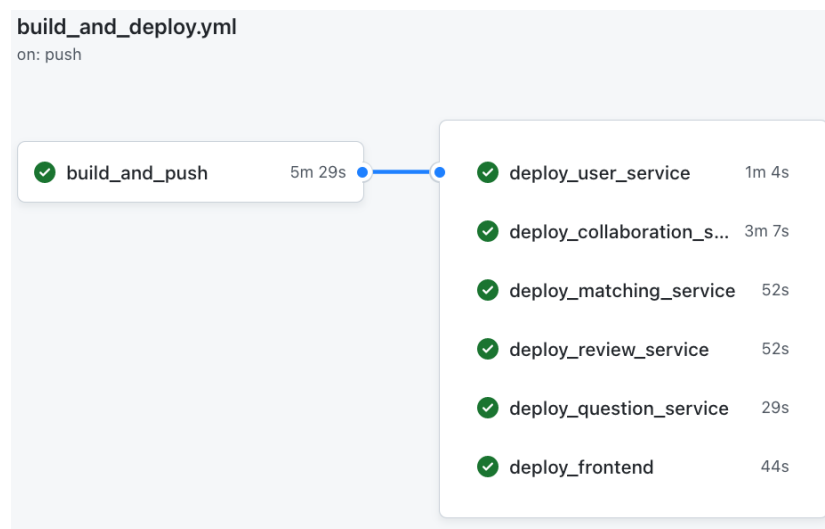 build_and_deploy.yml
on: push
build_and_push 5m 29s
deploy_user_service 1m 4s
deploy_collaboration_s... 3m 7s
deploy_matching_service 52s
deploy_review_service 52s
deploy_question_service 29s
deploy_frontend 44s